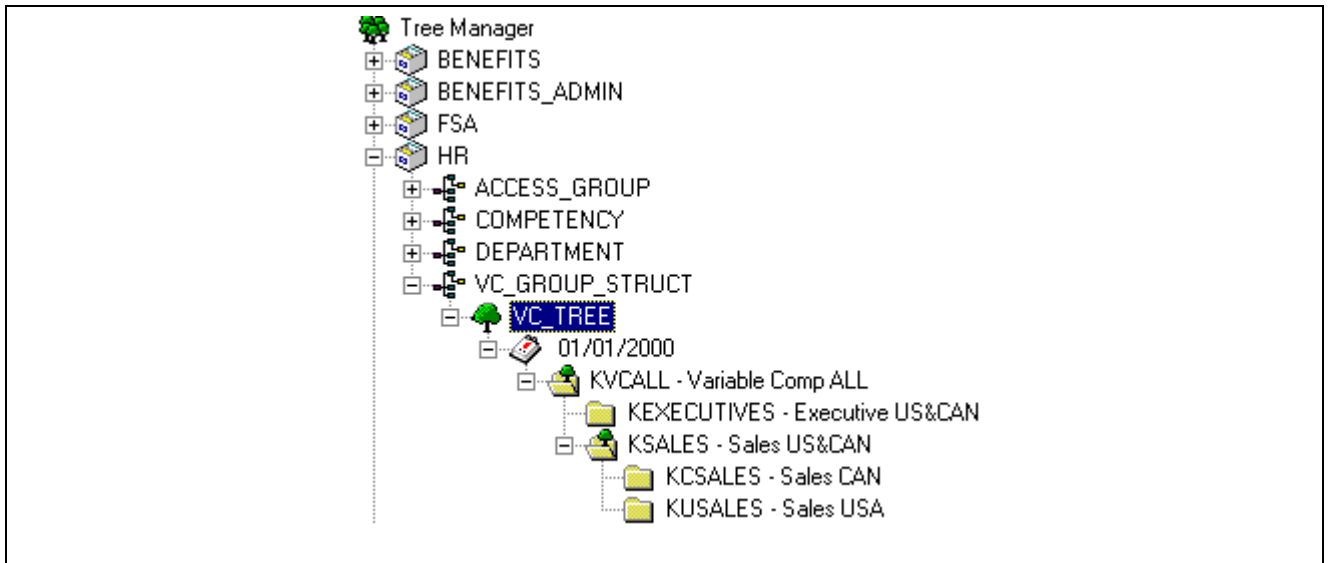 Tree Manager
BENEFITS
BENEFITS_ADMIN
FSA
HR
ACCESS_GROUP
COMPETENCY
DEPARTMENT
VC_GROUP_STRUCT
VC_TREE
01/01/2000
KVCALL - Variable Comp ALL
KEXECUTIVES - Executive US&CAN
KSALES - Sales US&CAN
KCSALES - Sales CAN
KUSALES - Sales USA